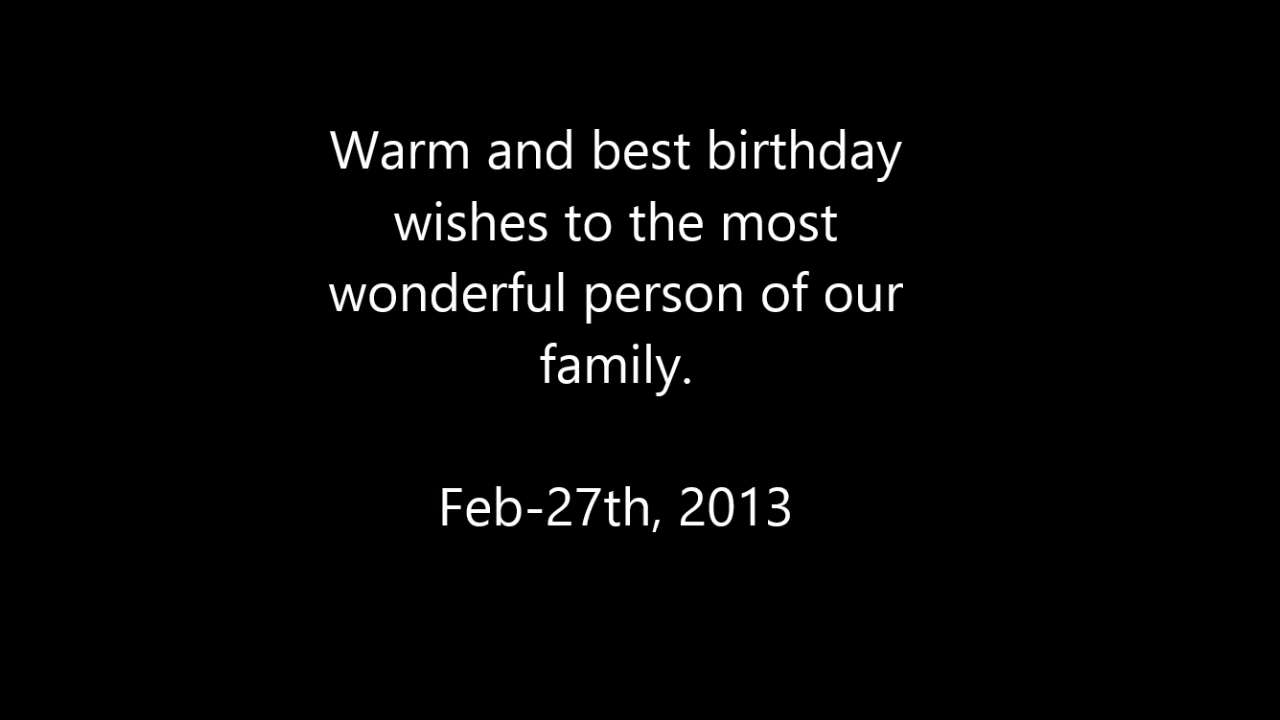 Warm and best birthday
wishes to the most
wonderful person of our
family.
Feb-27th, 2013